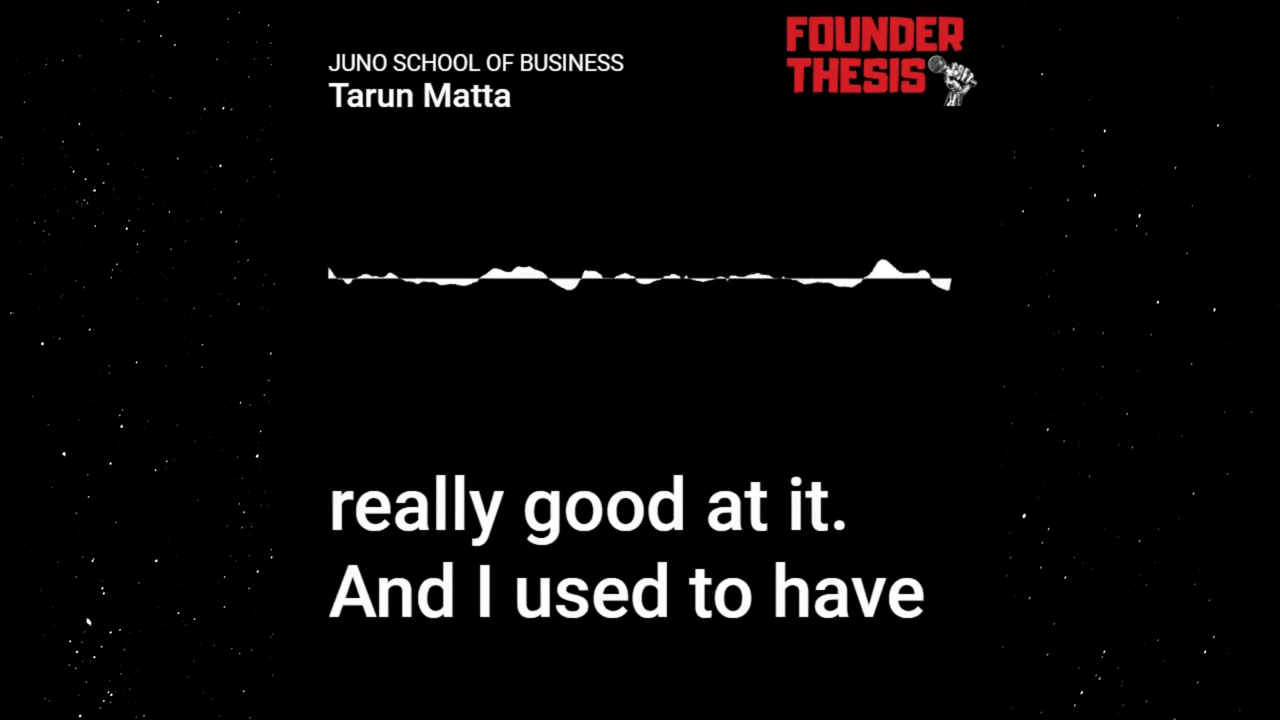 JUNO SCHOOL OF BUSINESS
Tarun Matta
FOUNDER
THESIS
really good at it.
And I used to have